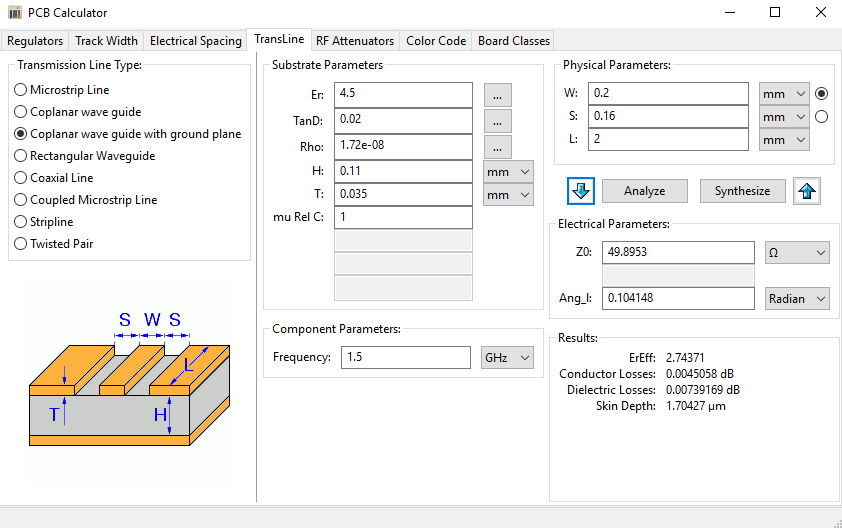 PCB Calculator
Regulators Track Width Electrical Spacing TransLine RF Attenuators Color Code Board Classes
Transmission Line Type:
Microstrip Line
Coplanar wave guide
Coplanar wave guide with ground plane
Rectangular Waveguide
Coaxial Line
Coupled Microstrip Line
Stripline
Twisted Pair
S W S
L
T H
Substrate Parameters
Er: 4.5 ...
TanD: 0.02 ...
Rho: 1.72e-08 ...
H: 0.11 mm
T: 0.035 mm
mu Rel C: 1
Component Parameters:
Frequency: 1.5 GHz
Physical Parameters:
W: 0.2 mm
S: 0.16 mm
L: 2 mm
Analyze Synthesize
Electrical Parameters:
Z0: 49.8953 Ω
Ang_l: 0.104148 Radian
Results:
ErEff: 2.74371
Conductor Losses: 0.0045058 dB
Dielectric Losses: 0.00739169 dB
Skin Depth: 1.70427 µm